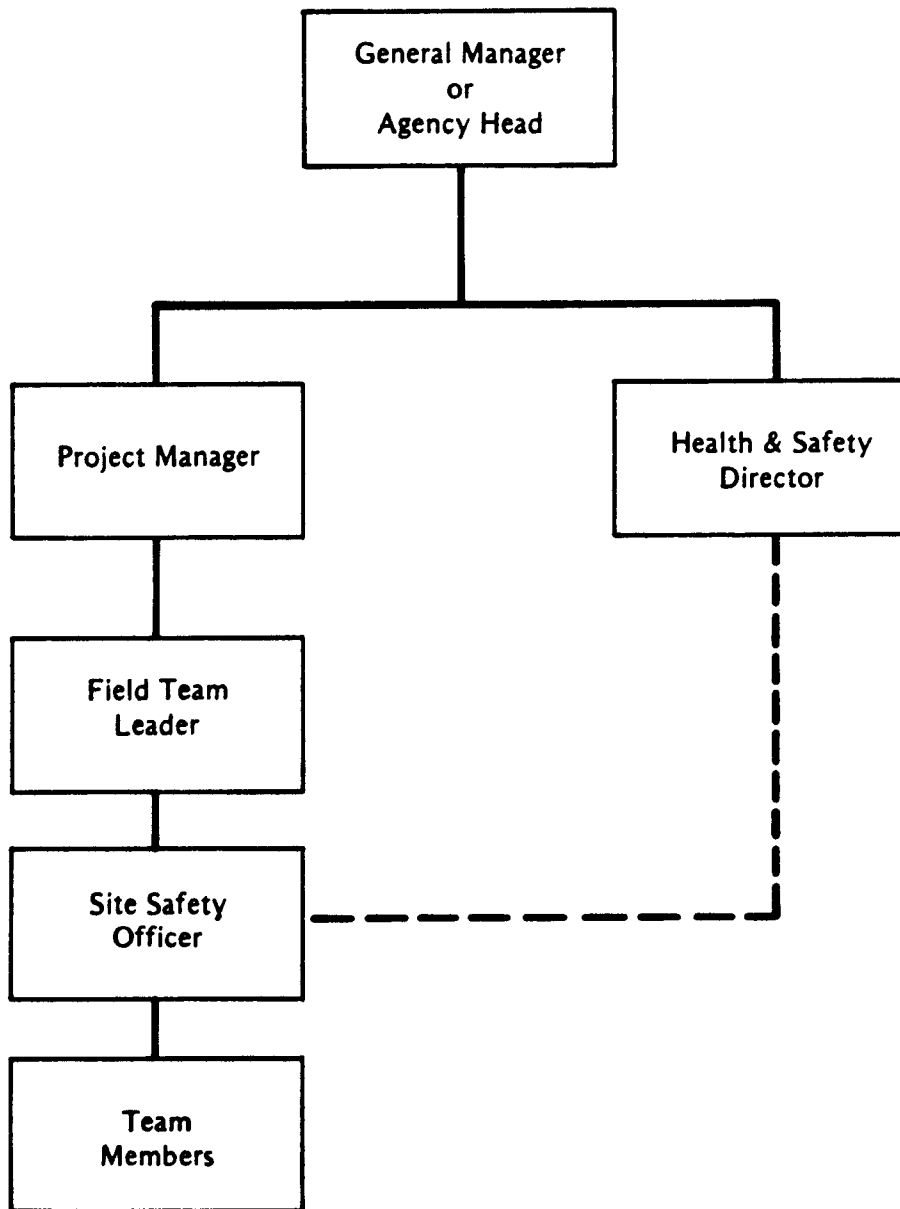 General Manager
or
Agency Head
Project Manager
Health & Safety
Director
Field Team
Leader
Site Safety
Officer
Team
Members